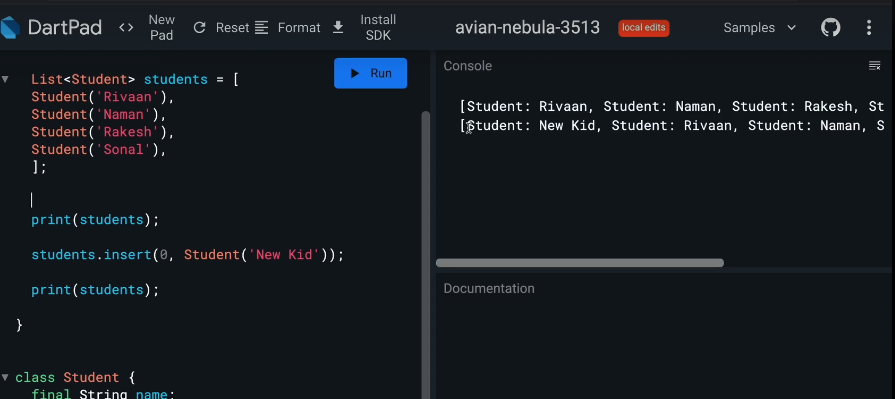 DartPad
<> New Pad
Reset
Format
Install SDK
avian-nebula-3513
local edits
Samples
List<Student> students = [
Student('Rivaan'),
Student('Naman'),
Student('Rakesh'),
Student('Sonal'),
];
print(students);
students.insert(0, Student('New Kid'));
print(students);
}
class Student {
final String name;
Run
Console
[Student: Rivaan, Student: Naman, Student: Rakesh, St
[Student: New Kid, Student: Rivaan, Student: Naman, S
Documentation